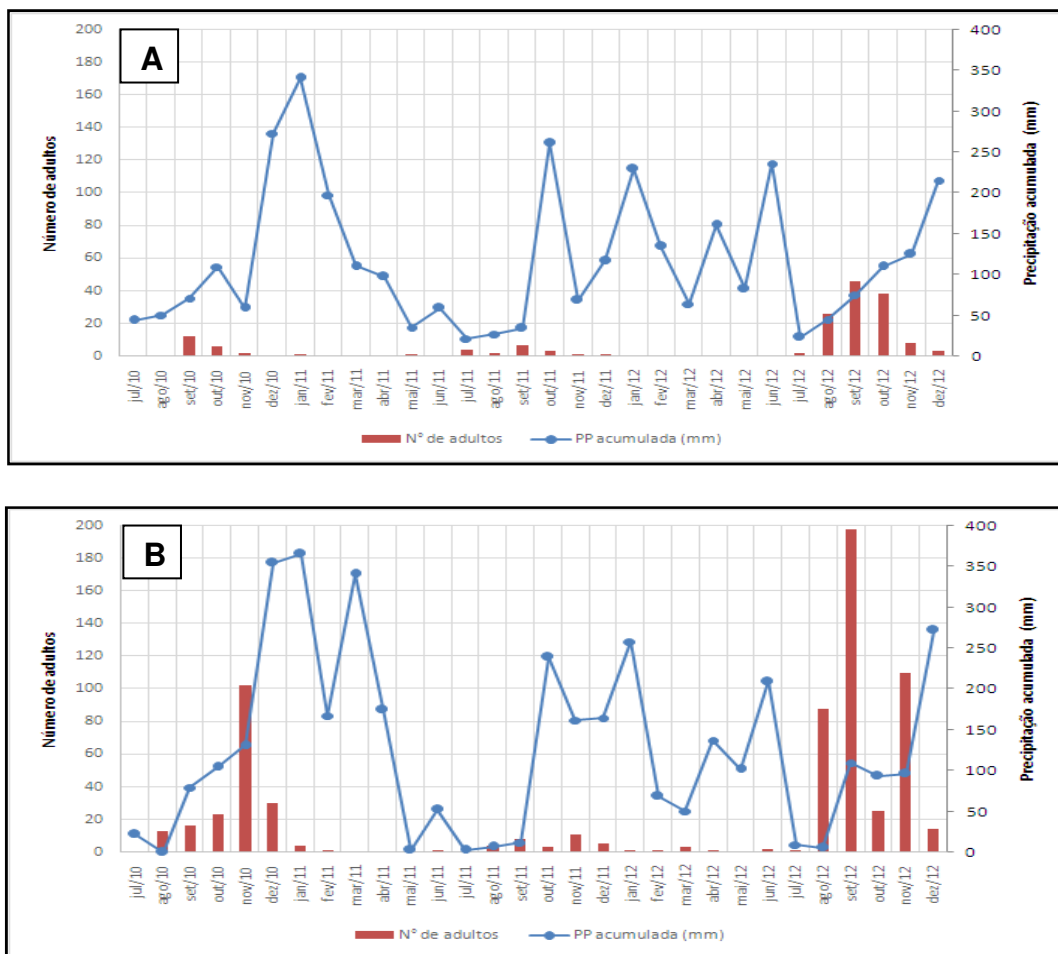 A
Número de adultos
200
180
160
140
120
100
80
60
40
20
0
400
350
300
250
200
150
100
50
0
Precipitação acumulada (mm)
jul/10
ago/10
set/10
out/10
nov/10
dez/10
jan/11
fev/11
mar/11
abr/11
mai/11
jun/11
jul/11
ago/11
set/11
out/11
nov/11
dez/11
jan/12
fev/12
mar/12
abr/12
mai/12
jun/12
jul/12
ago/12
set/12
out/12
nov/12
dez/12
N° de adultos
PP acumulada (mm)
B
Número de adultos
200
180
160
140
120
100
80
60
40
20
0
400
350
300
250
200
150
100
50
0
Precipitação acumulada (mm)
jul/10
ago/10
set/10
out/10
nov/10
dez/10
jan/11
fev/11
mar/11
abr/11
mai/11
jun/11
jul/11
ago/11
set/11
out/11
nov/11
dez/11
jan/12
fev/12
mar/12
abr/12
mai/12
jun/12
jul/12
ago/12
set/12
out/12
nov/12
dez/12
N° de adultos
PP acumulada (mm)